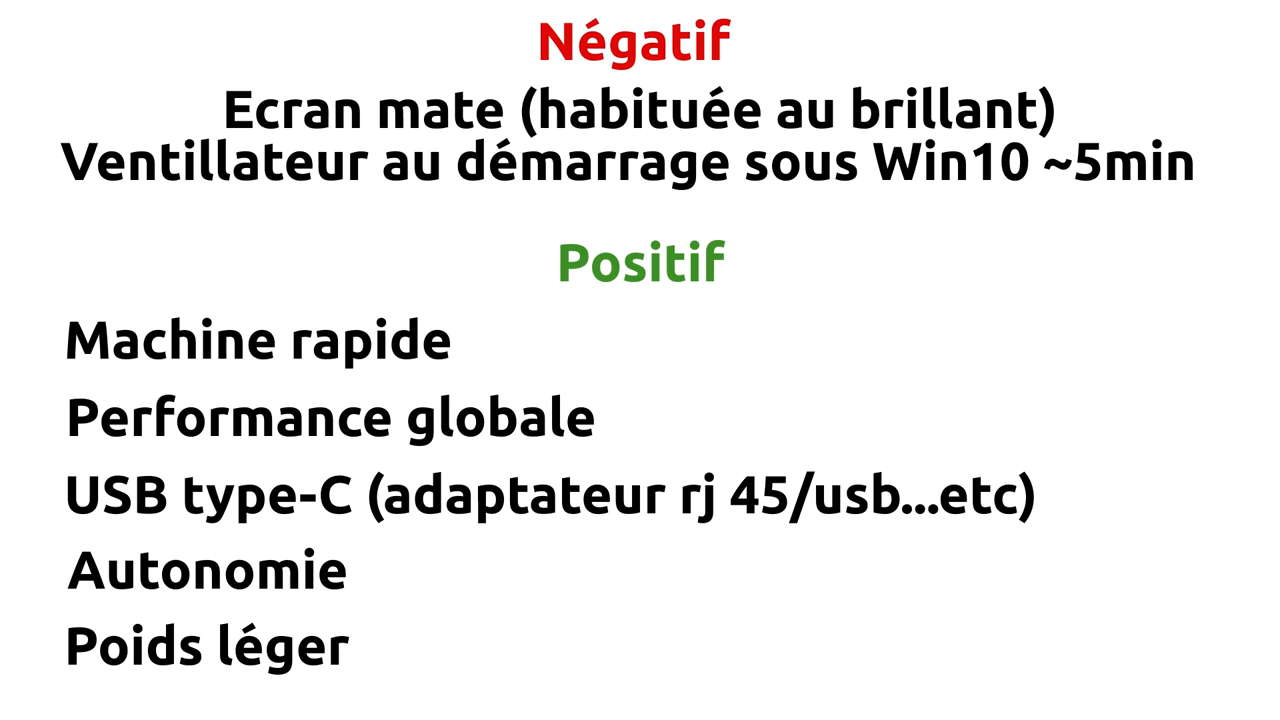 Négatif
Ecran mate (habituée au brillant)
Ventillateur au démarrage sous Win10 ~5min
Positif
Machine rapide
Performance globale
USB type-C (adaptateur rj 45/usb...etc)
Autonomie
Poids léger